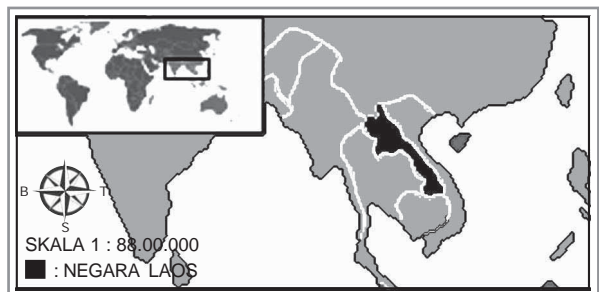 B T
S
SKALA 1 : 88.00.000
: NEGARA LAOS